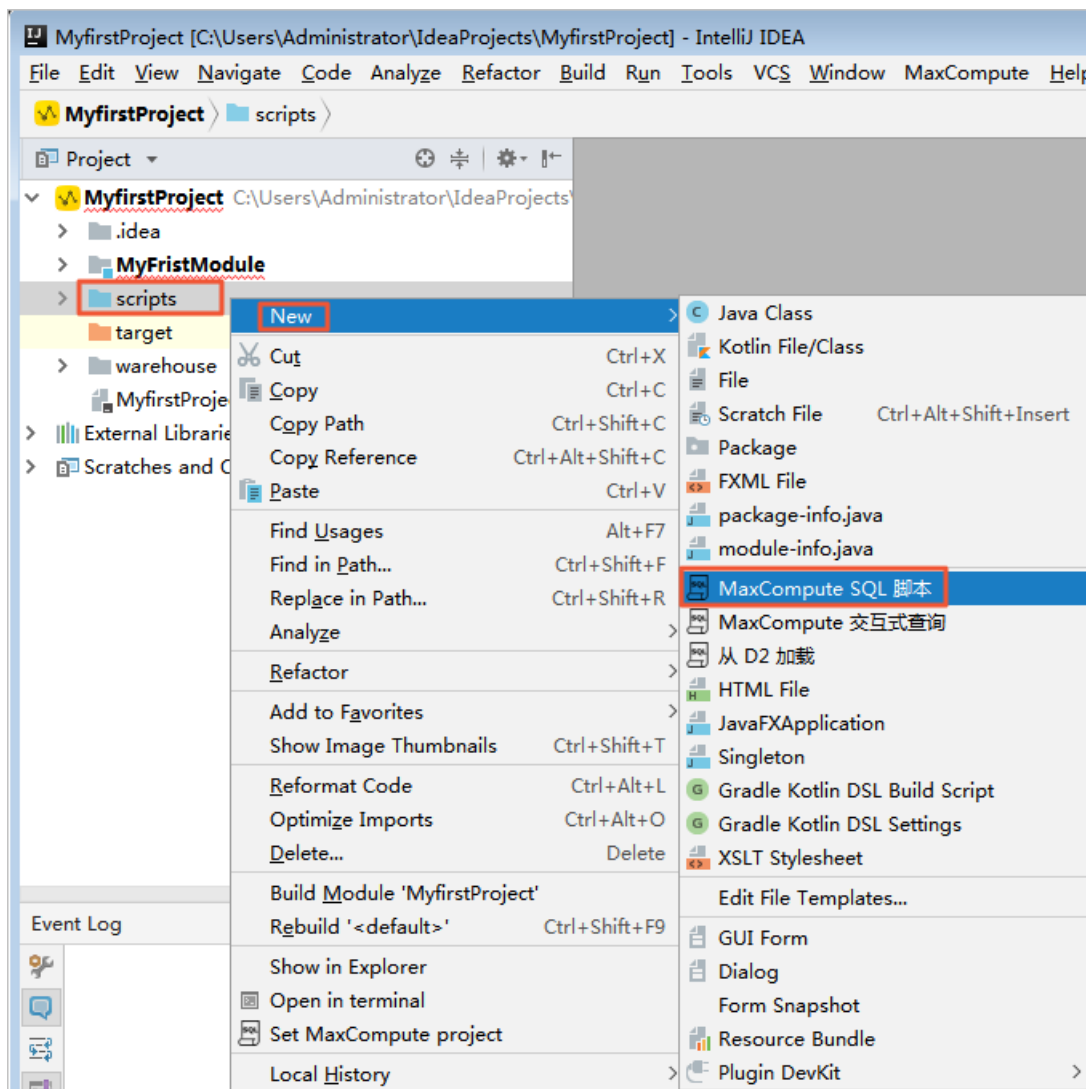 MyfirstProject [C:\Users\Administrator\IdeaProjects\MyfirstProject] - IntelliJ IDEA
File Edit View Navigate Code Analyze Refactor Build Run Tools VCS Window MaxCompute Help
MyfirstProject scripts
Project
MyfirstProject C:\Users\Administrator\IdeaProjects\
.idea
MyFristModule
scripts
target
warehouse
MyfirstProje
External Librarie
Scratches and C
Event Log
New
Cut Ctrl+X
Copy Ctrl+C
Copy Path Ctrl+Shift+C
Copy Reference Ctrl+Alt+Shift+C
Paste Ctrl+V
Find Usages Alt+F7
Find in Path... Ctrl+Shift+F
Replace in Path... Ctrl+Shift+R
Analyze
Refactor
Add to Favorites
Show Image Thumbnails Ctrl+Shift+T
Reformat Code Ctrl+Alt+L
Optimize Imports Ctrl+Alt+O
Delete... Delete
Build Module 'MyfirstProject'
Rebuild '<default>' Ctrl+Shift+F9
Show in Explorer
Open in terminal
Set MaxCompute project
Local History
Java Class
Kotlin File/Class
File
Scratch File Ctrl+Alt+Shift+Insert
Package
FXML File
package-info.java
module-info.java
MaxCompute SQL 脚本
MaxCompute 交互式查询
从 D2 加载
HTML File
JavaFXApplication
Singleton
Gradle Kotlin DSL Build Script
Gradle Kotlin DSL Settings
XSLT Stylesheet
Edit File Templates...
GUI Form
Dialog
Form Snapshot
Resource Bundle
Plugin DevKit